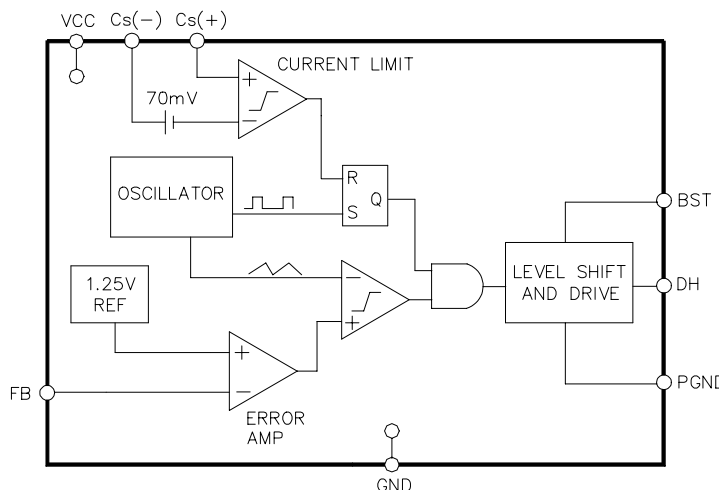 VCC Cs(-) Cs(+)
CURRENT LIMIT
70mV
+
-
OSCILLATOR
R
Q
S
BST
1.25V
REF
-
+
LEVEL SHIFT
AND DRIVE
DH
+
-
FB
ERROR
AMP
PGND
GND